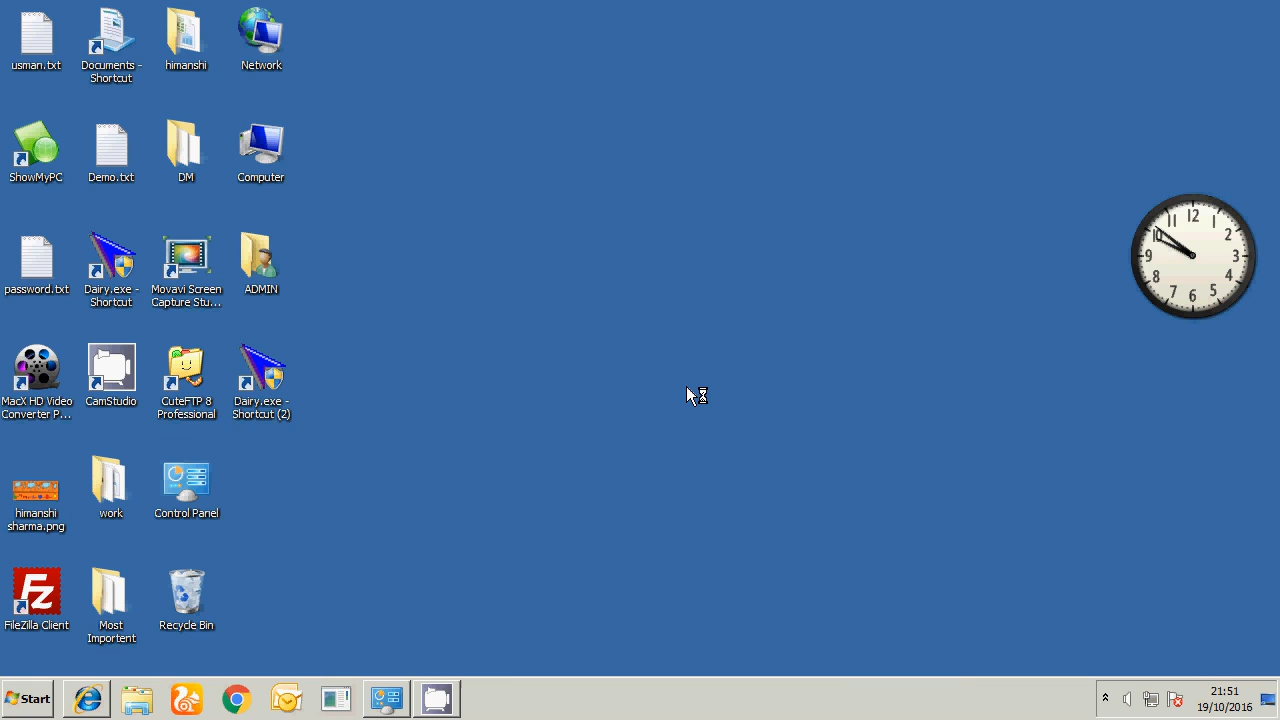 usman.txt
Documents -
Shortcut
himanshi
Network
ShowMyPC
Demo.txt
DM
Computer
password.txt
Dairy.exe -
Shortcut
Movavi Screen
Capture Stu...
ADMIN
MacX HD Video
Converter P...
CamStudio
CuteFTP 8
Professional
Dairy.exe -
Shortcut (2)
himanshi
sharma.png
work
Control Panel
FileZilla Client
Most
Importent
Recycle Bin
12
1
2
3
4
5
6
7
8
9
10
11
Start
21:51
19/10/2016